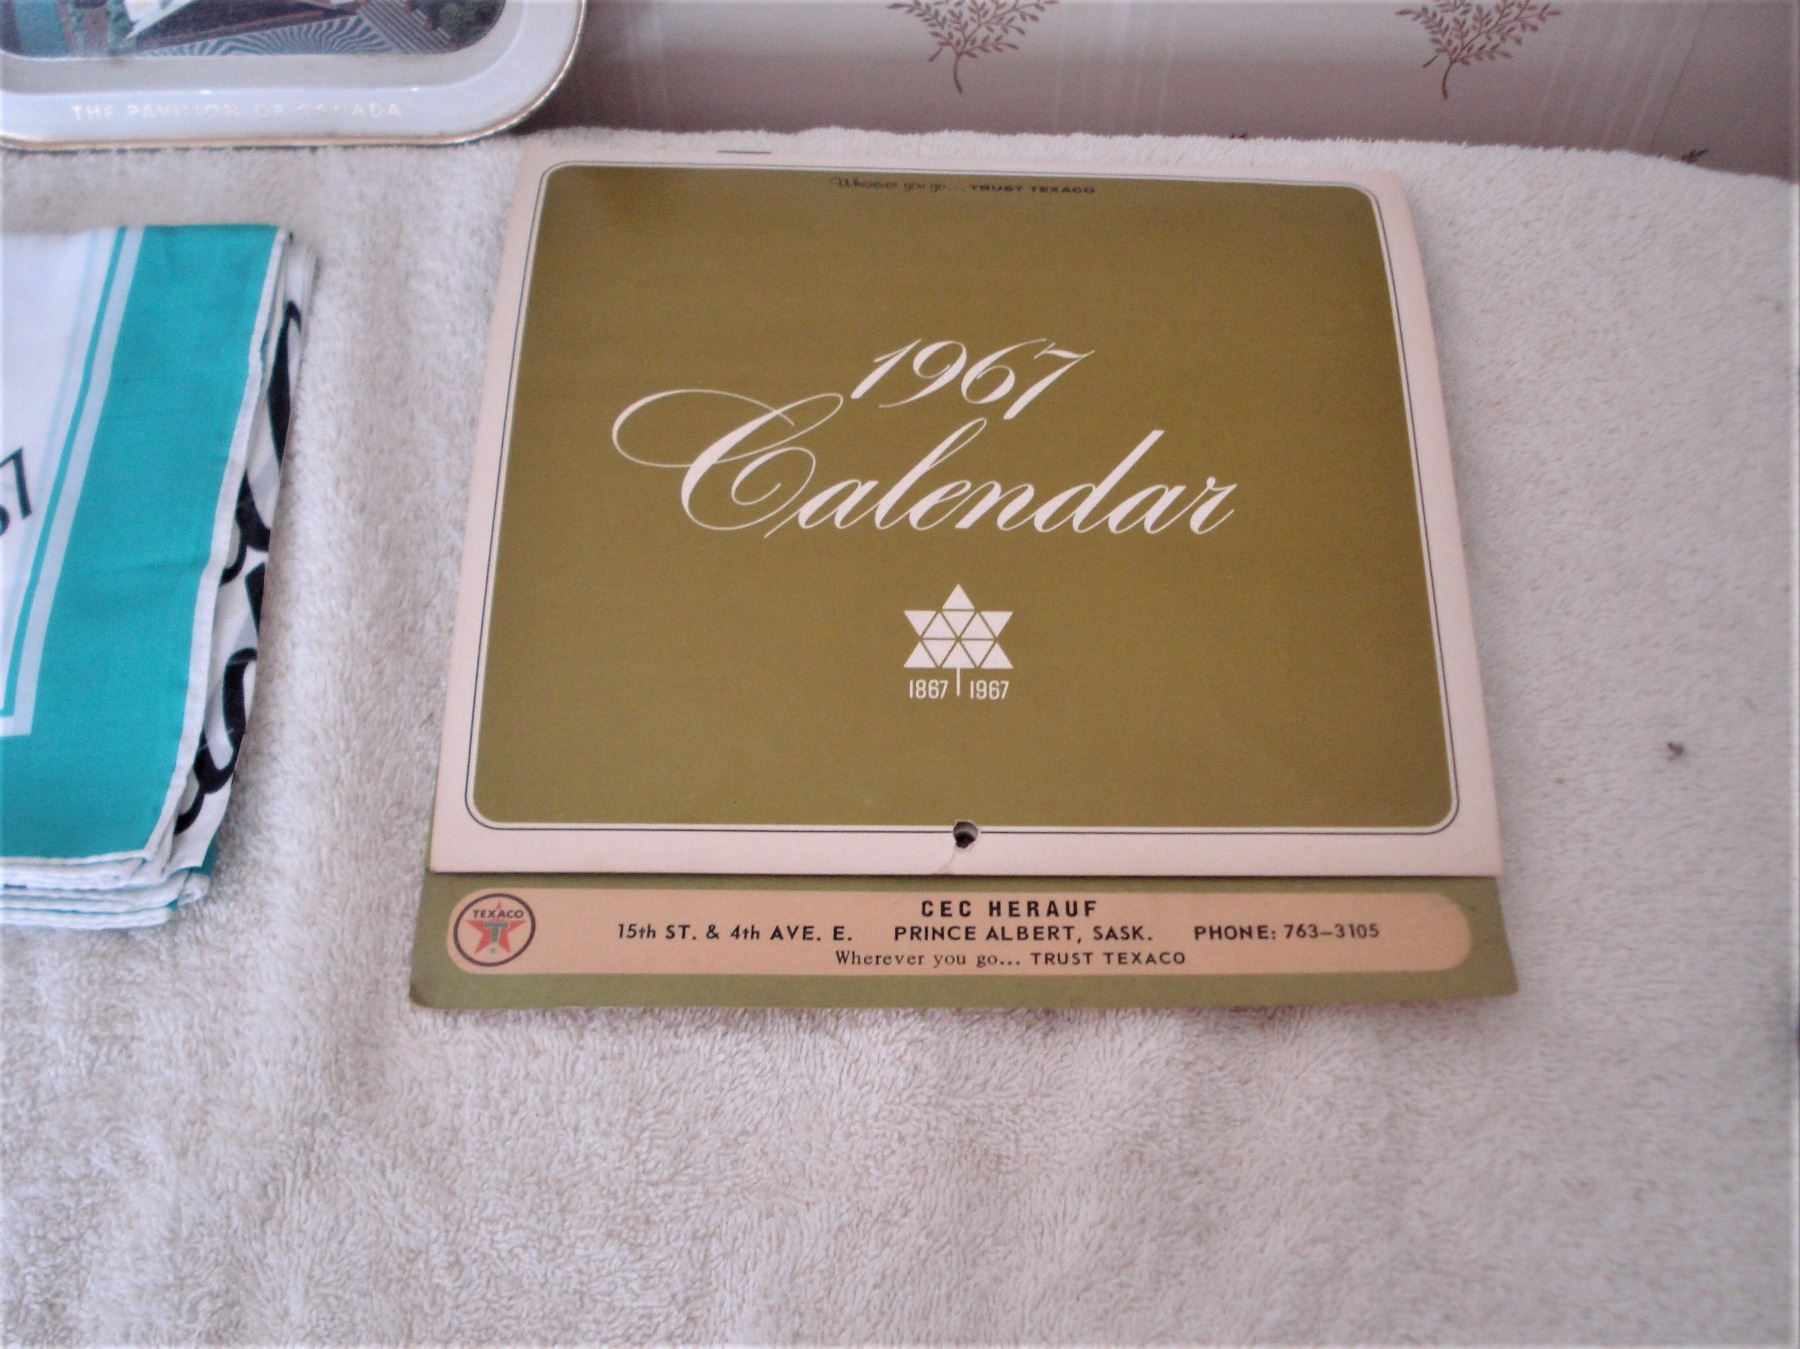 THE PAVILION OF CANADA
Wherever you go... TRUST TEXACO
1967
Calendar
1867 1967
67
TEXACO
T
CEC HERAUF
15th ST. & 4th AVE. E. PRINCE ALBERT, SASK. PHONE: 763-3105
Wherever you go... TRUST TEXACO